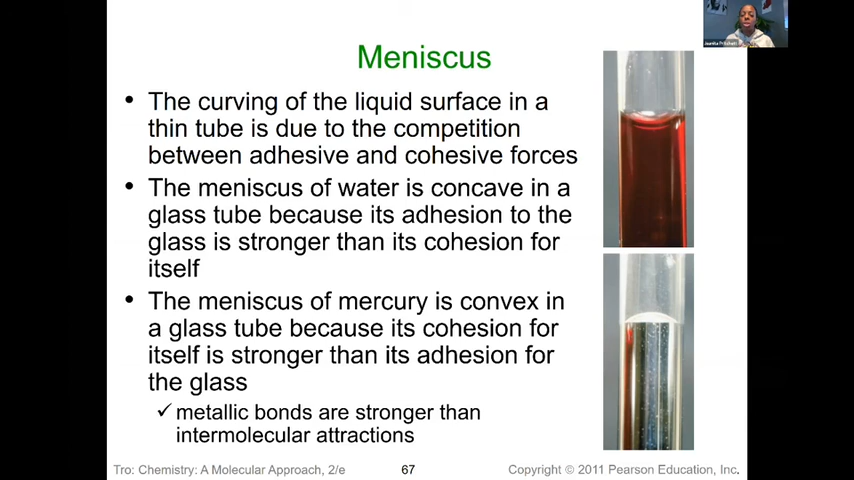 Meniscus
• The curving of the liquid surface in a
thin tube is due to the competition
between adhesive and cohesive forces
• The meniscus of water is concave in a
glass tube because its adhesion to the
glass is stronger than its cohesion for
itself
• The meniscus of mercury is convex in
a glass tube because its cohesion for
itself is stronger than its adhesion for
the glass
✓ metallic bonds are stronger than
intermolecular attractions
Tro: Chemistry: A Molecular Approach, 2/e
67
Copyright © 2011 Pearson Education, Inc.